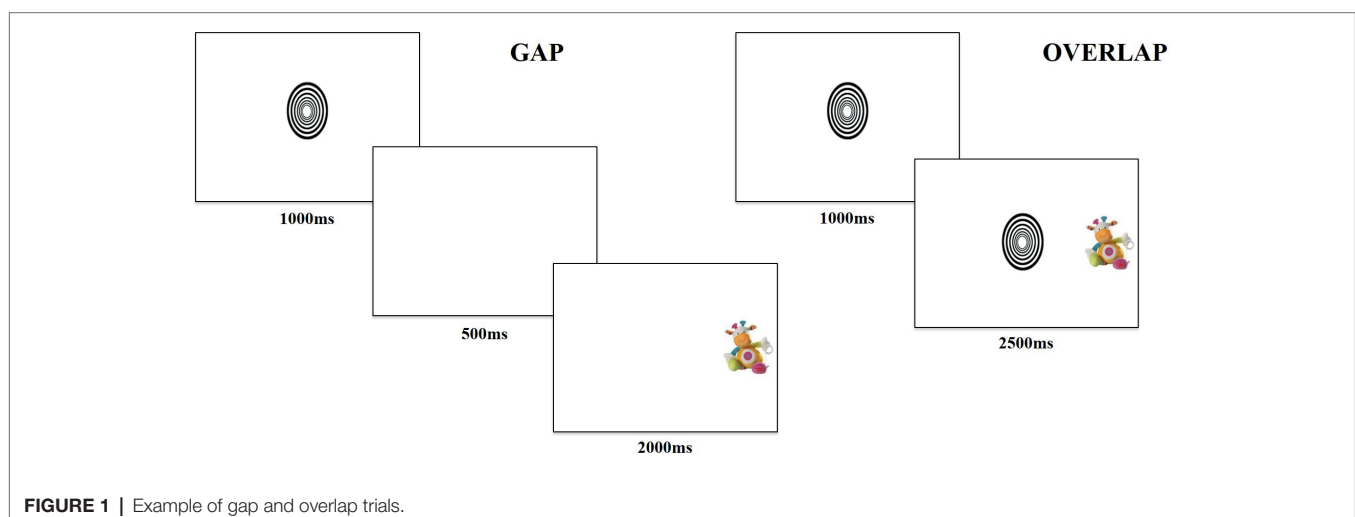 GAP
1000ms
500ms
2000ms
OVERLAP
1000ms
2500ms
FIGURE 1 | Example of gap and overlap trials.